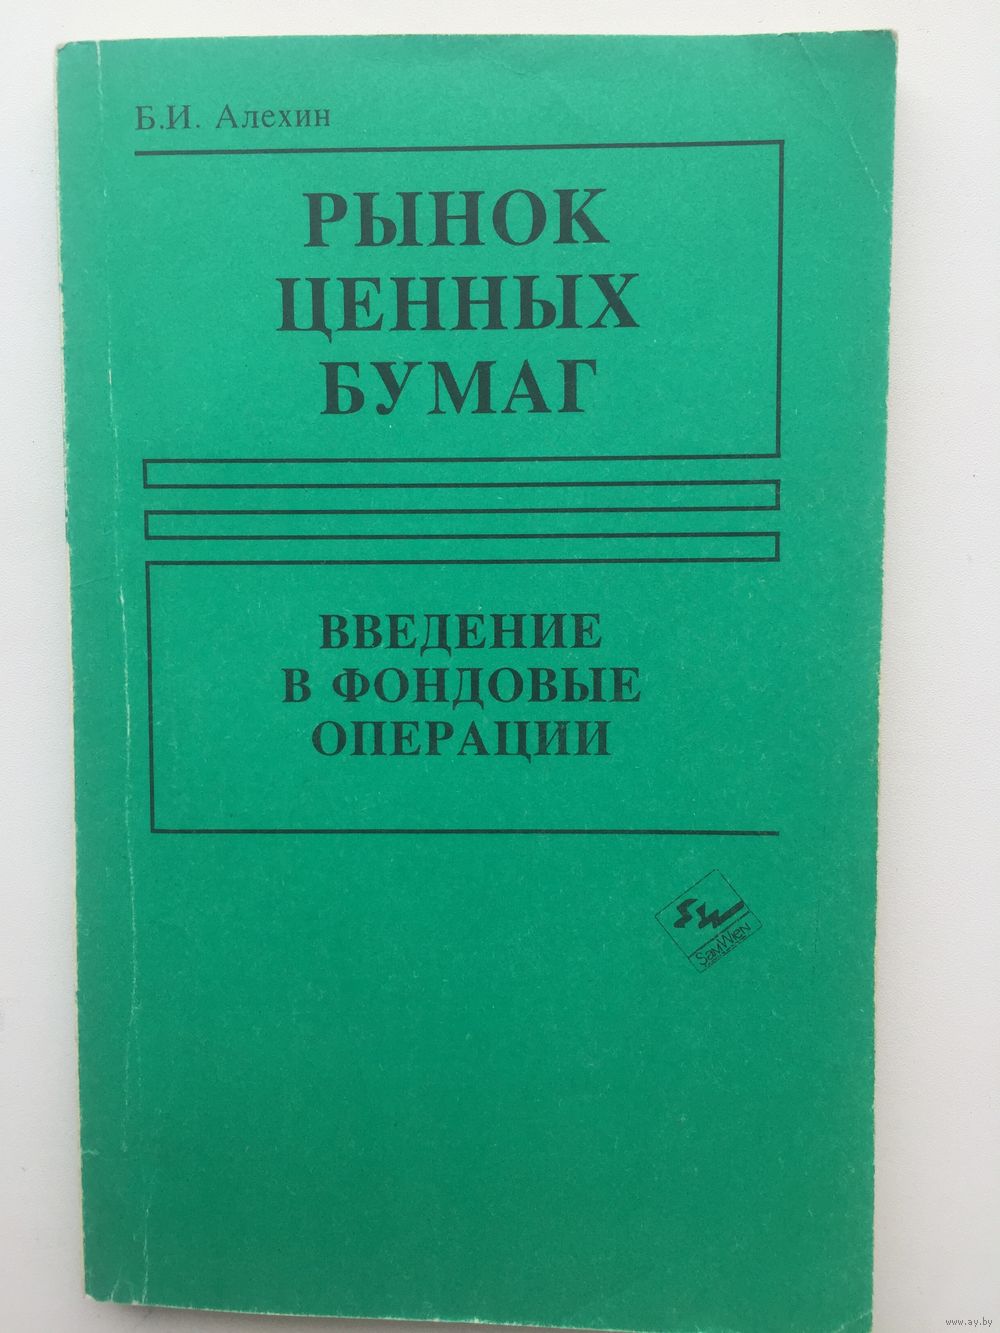 Б.И. Алехин
РЫНОК
ЦЕННЫХ
БУМАГ
ВВЕДЕНИЕ
В ФОНДОВЫЕ
ОПЕРАЦИИ
SAMWIEN
www.ay.by